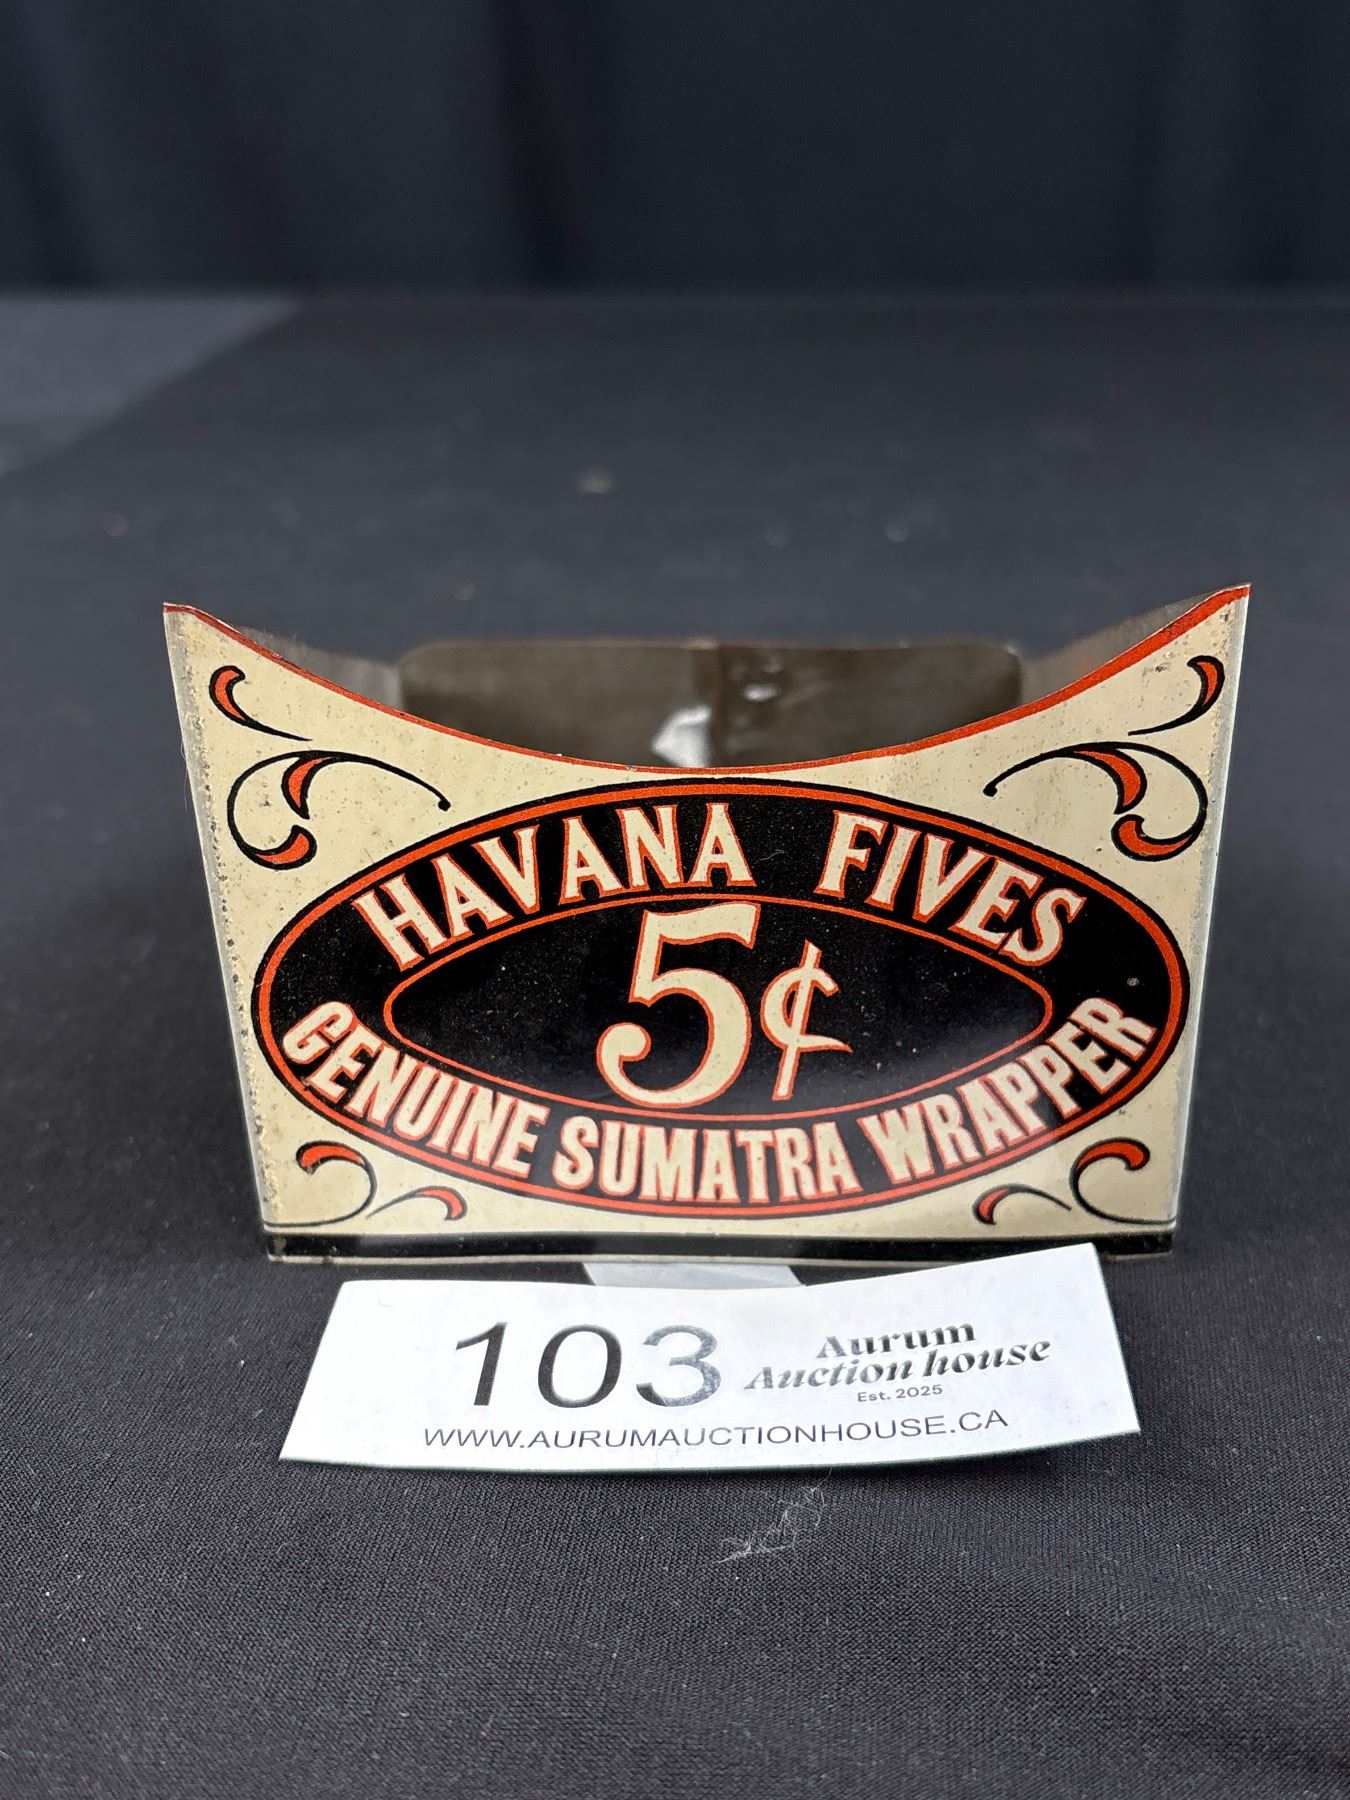 HAVANA FIVES
5¢
GENUINE SUMATRA WRAPPER
103
Aurum
Auction house
Est. 2025
WWW.AURUMAUCTIONHOUSE.CA